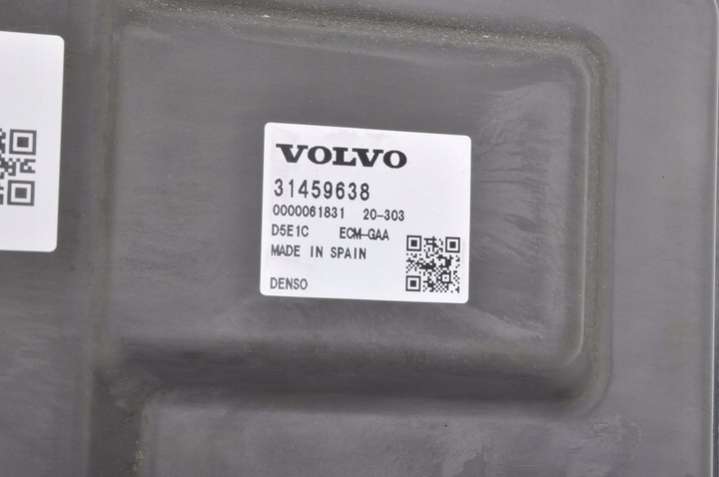 VOLVO
31459638
0000061831 20-303
D5E1C ECM-GAA
MADE IN SPAIN
DENSO